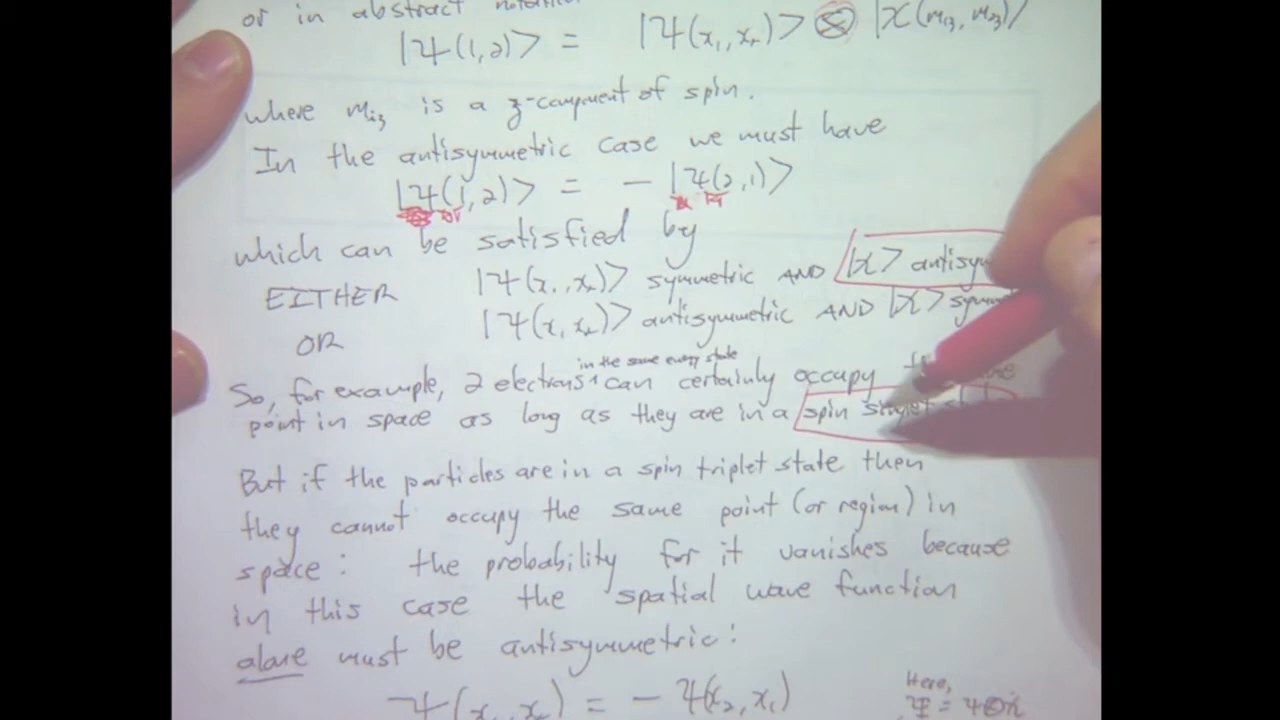 or in abstract notation
|Ψ(1,2)> = |Ψ(x₁,x₂)> ⊗ |χ(m₁₃, m₂₃)>
where mᵢ₃ is a z-component of spin.
In the antisymmetric case we must have
|Ψ(1,2)> = - |Ψ(2,1)>
which can be satisfied by
EITHER |Ψ(x₁,x₂)> symmetric AND |χ> antisym
OR |Ψ(x₁,x₂)> antisymmetric AND |χ> symm
in the same energy state
So, for example, 2 electrons^ can certainly occupy
point in space as long as they are in a spin singlet
But if the particles are in a spin triplet state then
they cannot occupy the same point (or region) in
space: the probability for it vanishes because
in this case the spatial wave function
alone must be antisymmetric:
Ψ(x₁,x₂) = - Ψ(x₂,x₁)
Here,
Ψ = Ψ⊗χ